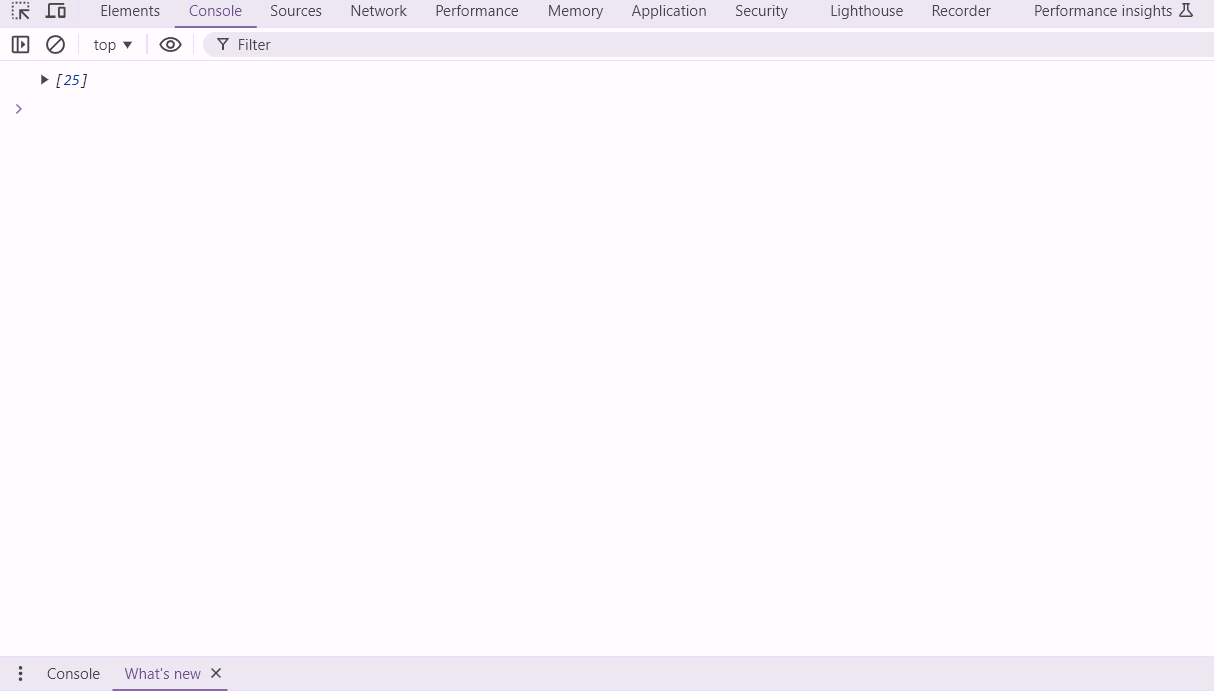 Elements Console Sources Network Performance Memory Application Security Lighthouse Recorder Performance insights
top Filter
[25]
Console What's new